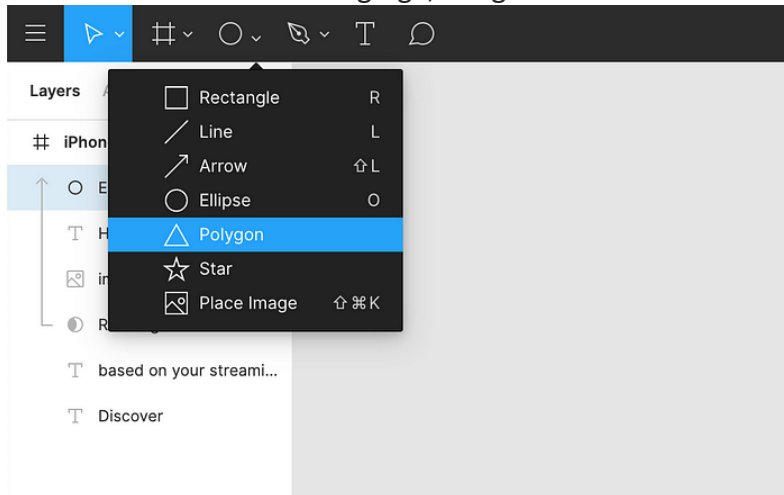 Layers
Rectangle R
iPhon
Line L
Arrow ⇧L
E
Ellipse O
H
Polygon
Star
Place Image ⇧⌘K
based on your streami...
Discover